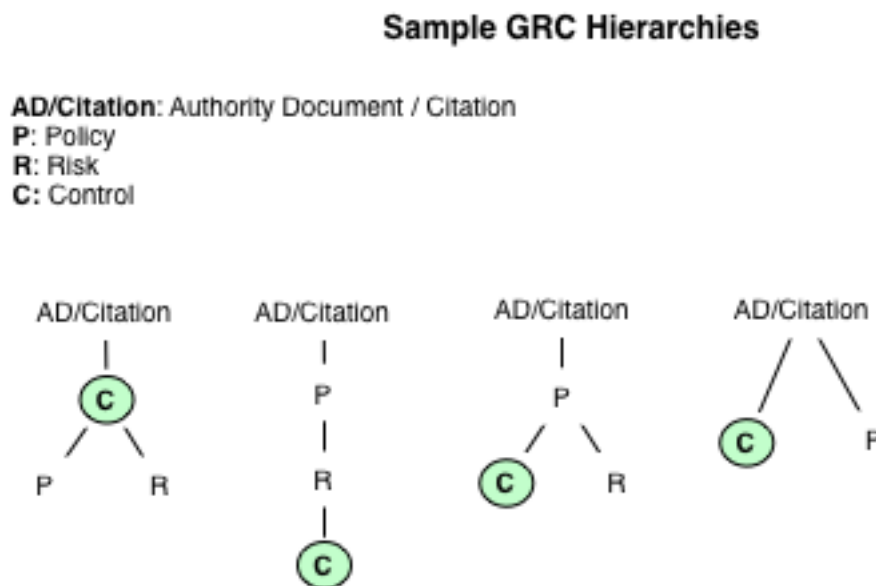 Sample GRC Hierarchies
AD/Citation: Authority Document / Citation
P: Policy
R: Risk
C: Control
AD/Citation AD/Citation AD/Citation AD/Citation
C P P
C
P R R C R
C